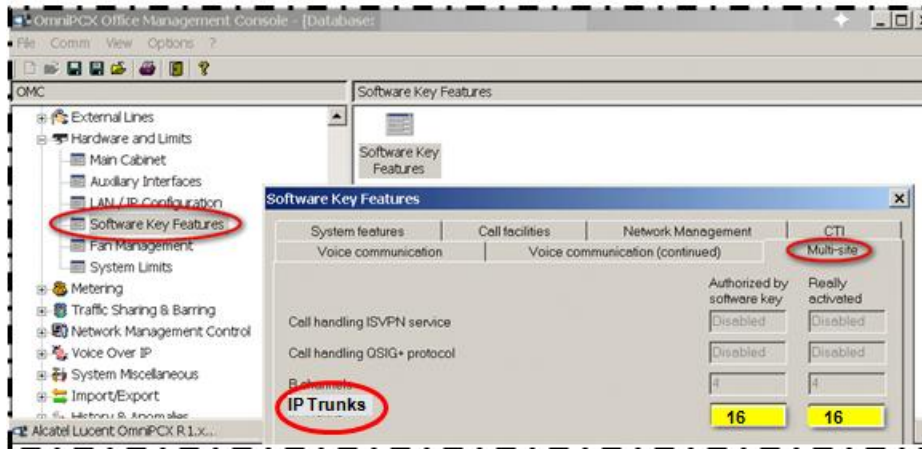 OmniPCX Office Management Console - [Database:
File Comm View Options ?
OMC
Software Key Features
External Lines
Hardware and Limits
Main Cabinet
Auxiliary Interfaces
LAN / IP Configuration
Software Key Features
Fan Management
System Limits
Metering
Traffic Sharing & Barring
Network Management Control
Voice Over IP
System Miscellaneous
Import/Export
History & Anomalies
Alcatel Lucent OmniPCX R1.x...
Software Key Features
Software Key Features
System features Call facilities Network Management CTI
Voice communication Voice communication (continued) Multi-site
Authorized by software key Really activated
Call handling ISVPN service Disabled Disabled
Call handling QSIG+ protocol Disabled Disabled
B channels 4 4
IP Trunks 16 16